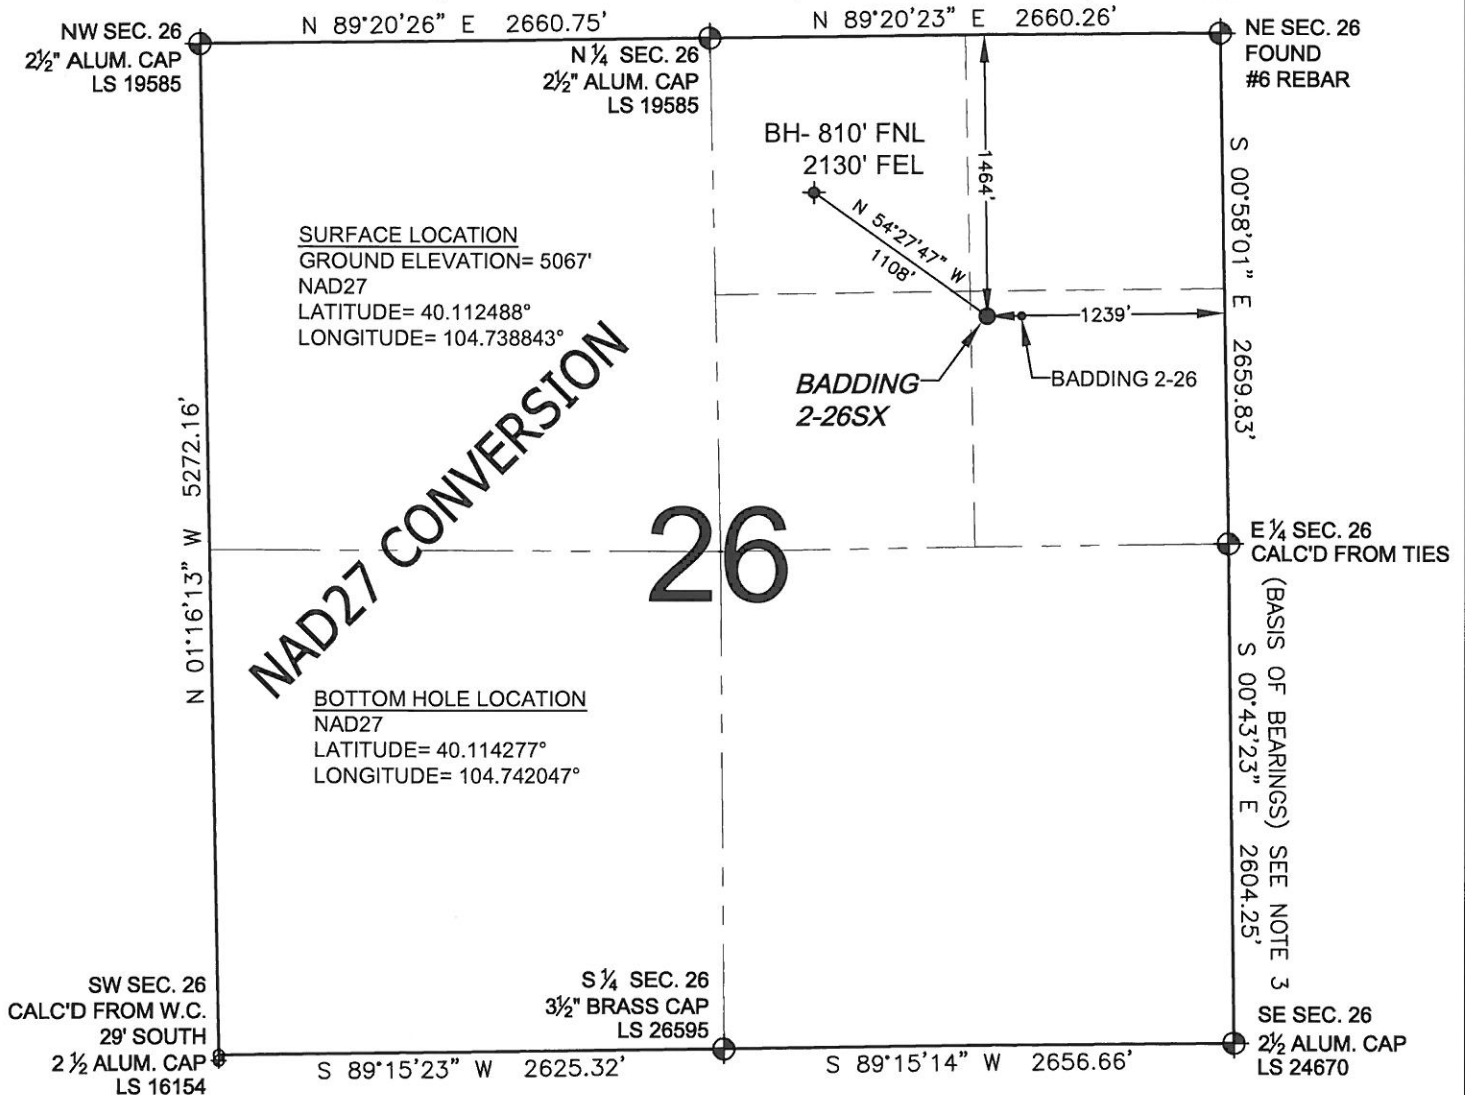 N 89°20'26" E 2660.75'
N 89°20'23" E 2660.26'
NW SEC. 26
2½" ALUM. CAP
LS 19585
N ¼ SEC. 26
2½" ALUM. CAP
LS 19585
NE SEC. 26
FOUND
#6 REBAR
BH- 810' FNL
2130' FEL
1464'
N 54°27'47" W
1108'
S 00°58'01" E 2659.83'
SURFACE LOCATION
GROUND ELEVATION= 5067'
NAD27
LATITUDE= 40.112488°
LONGITUDE= 104.738843°
1239'
BADDING
2-26SX
BADDING 2-26
NAD27 CONVERSION
N 01°16'13" W 5272.16'
26
E ¼ SEC. 26
CALC'D FROM TIES
(BASIS OF BEARINGS) SEE NOTE 3
S 00°43'23" E 2604.25'
BOTTOM HOLE LOCATION
NAD27
LATITUDE= 40.114277°
LONGITUDE= 104.742047°
SW SEC. 26
CALC'D FROM W.C.
29' SOUTH
2 ½ ALUM. CAP
LS 16154
S ¼ SEC. 26
3½" BRASS CAP
LS 26595
SE SEC. 26
2½ ALUM. CAP
LS 24670
S 89°15'23" W 2625.32'
S 89°15'14" W 2656.66'